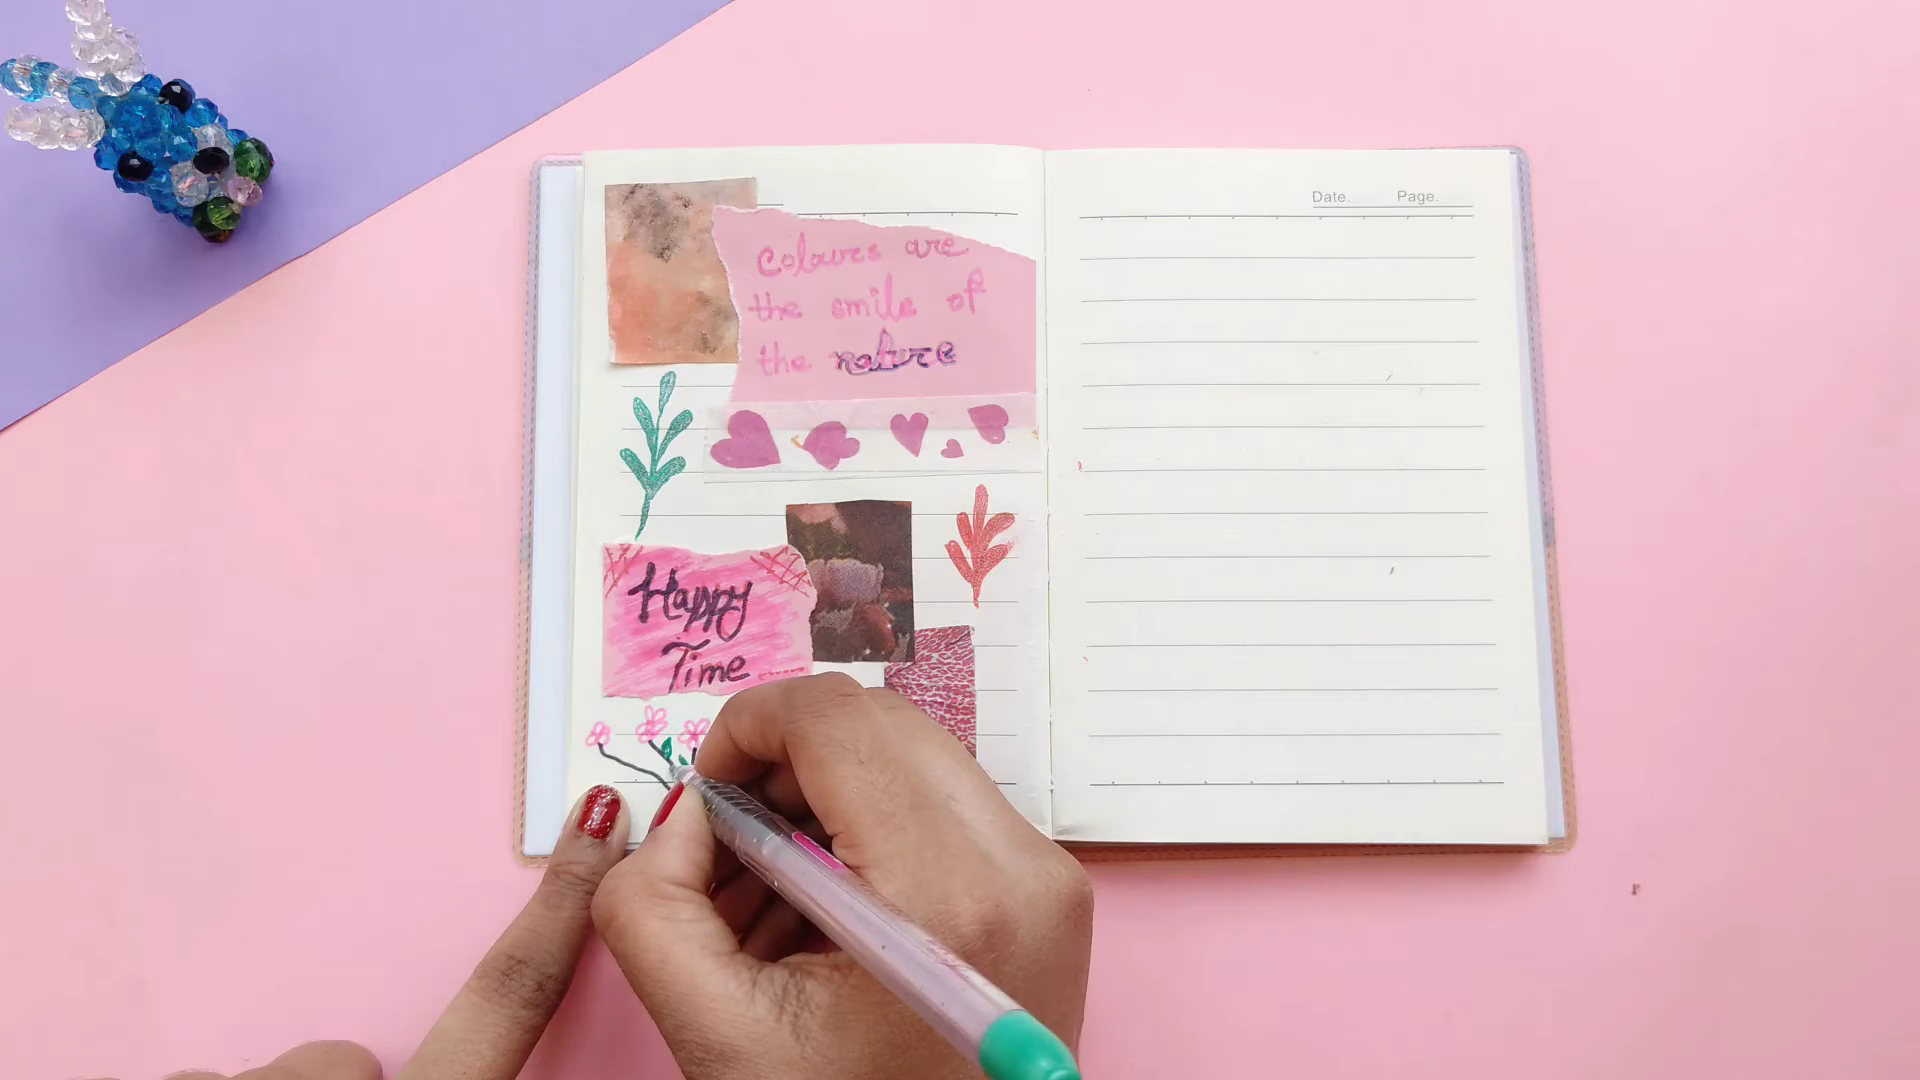 Colours are
the smile of
the nature
Happy
Time
Date. Page.